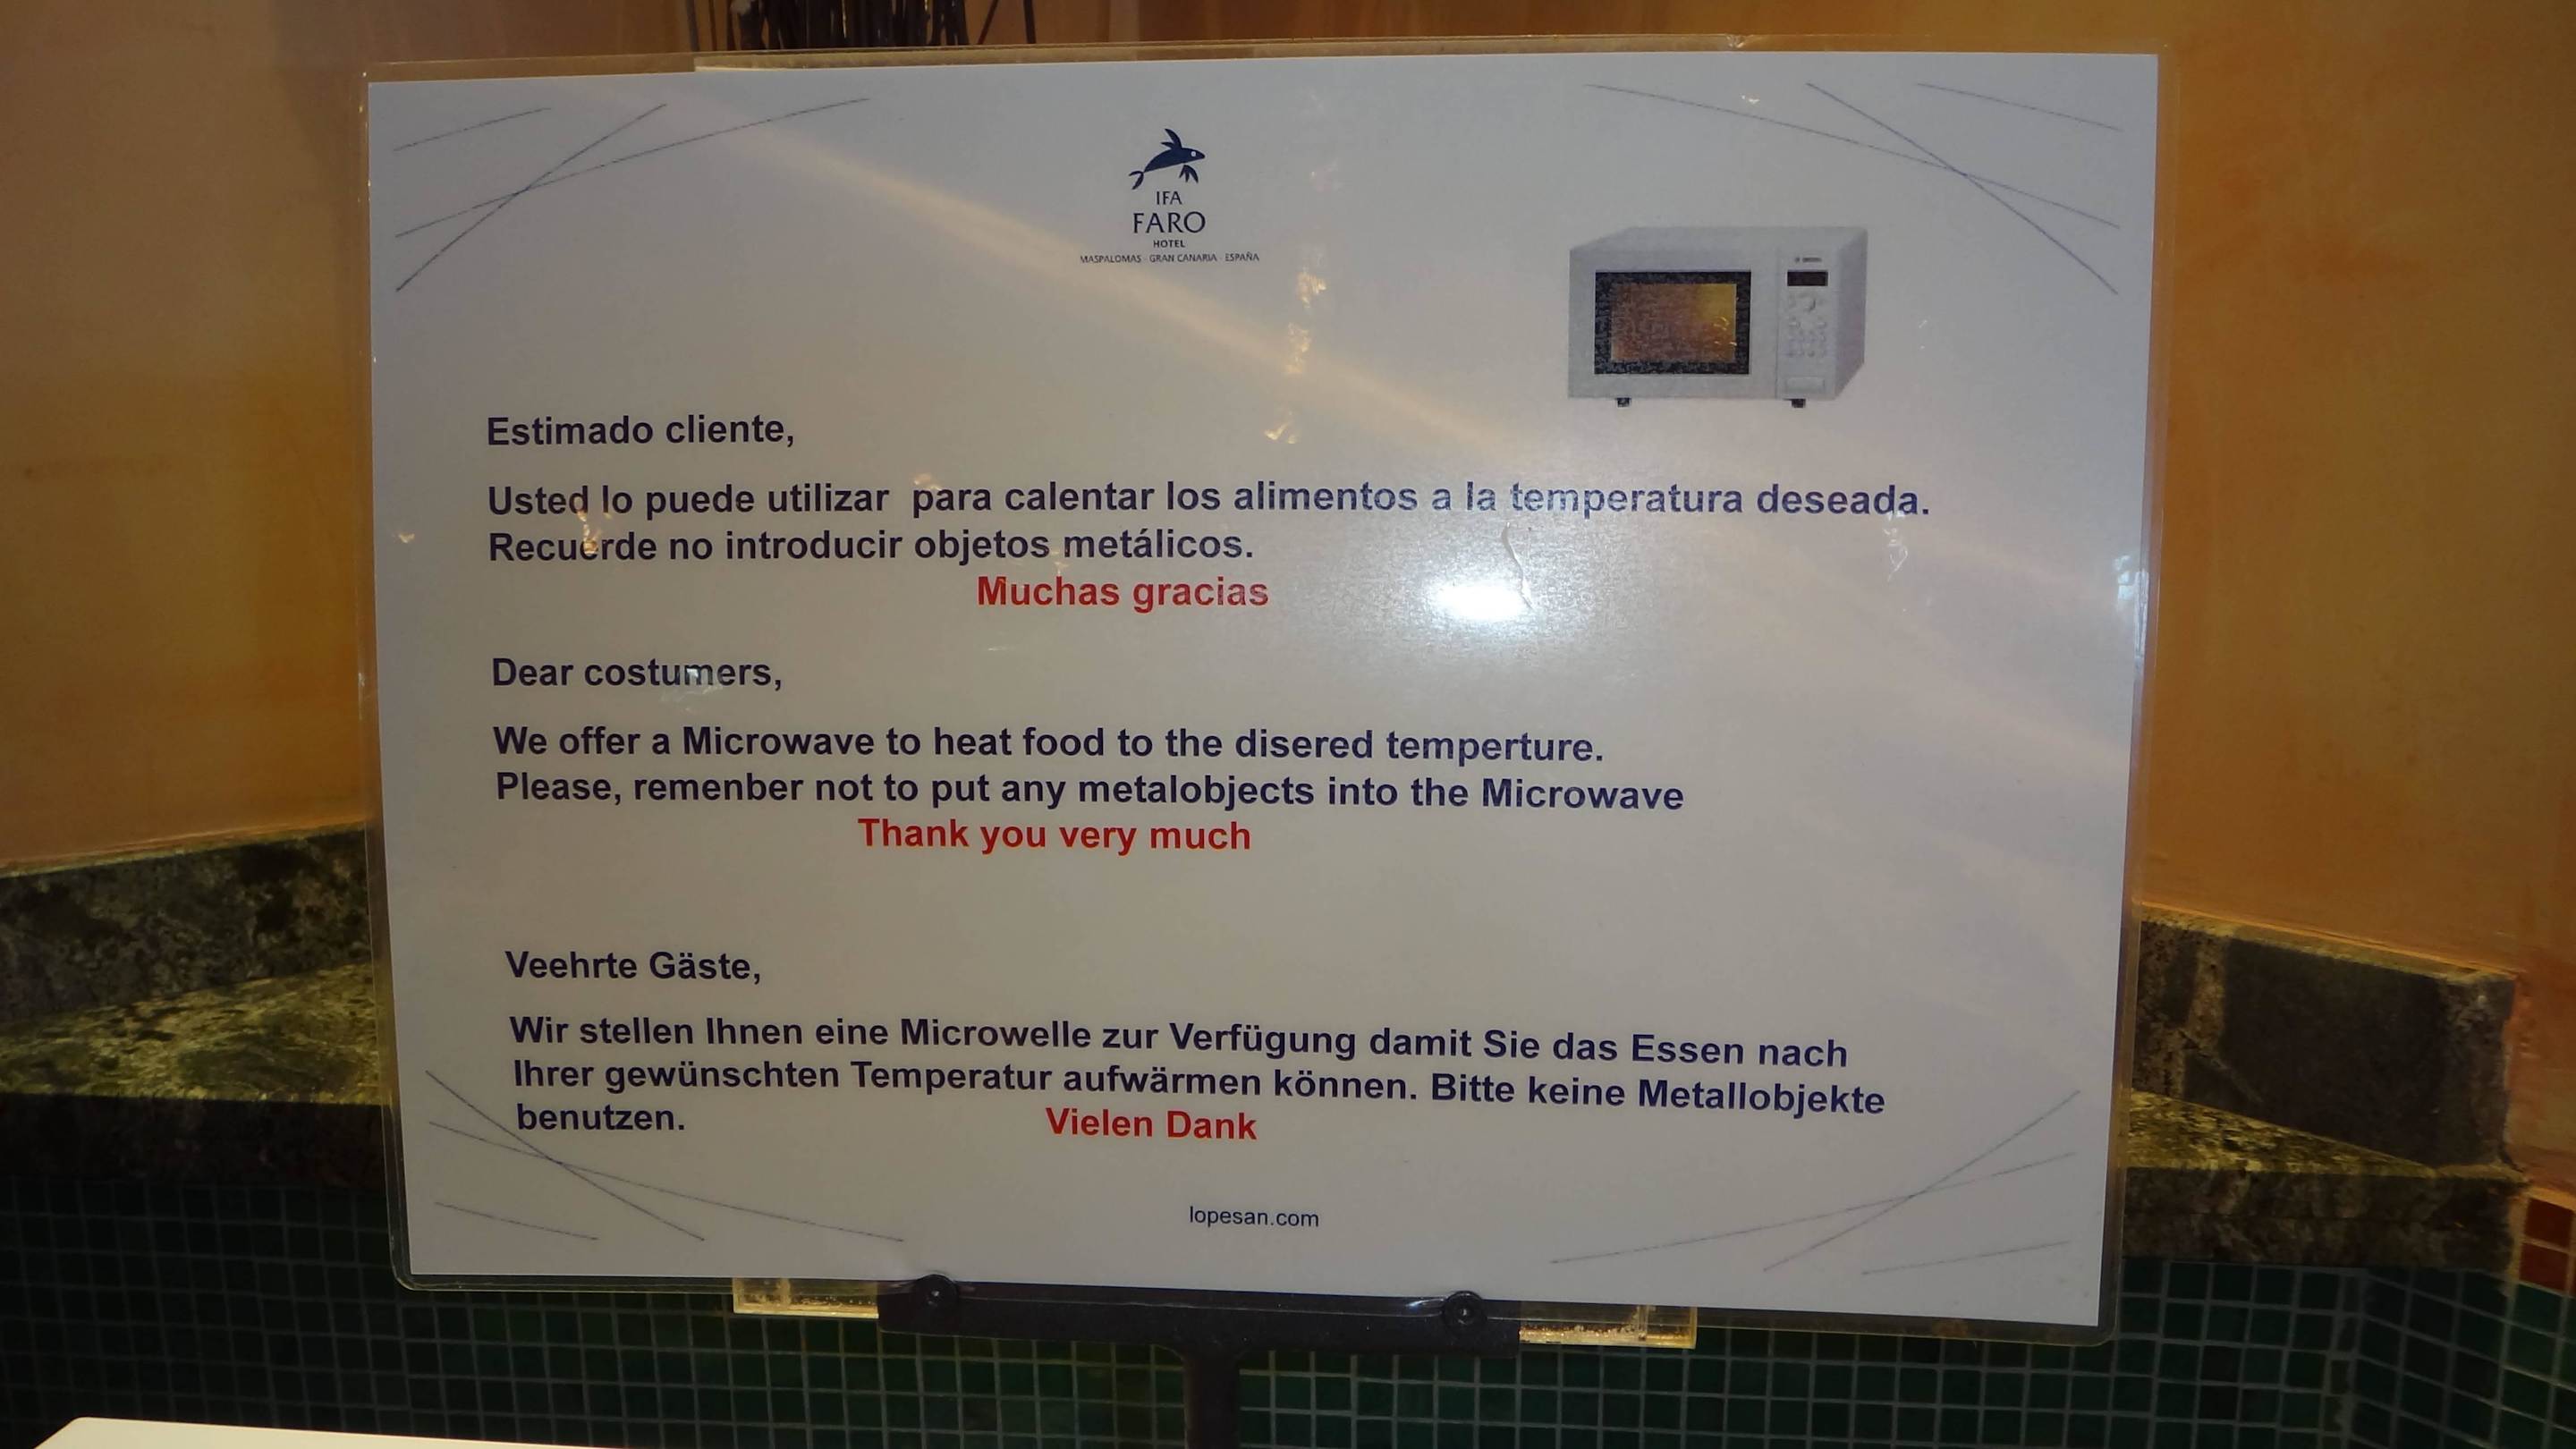 IFA
FARO
HOTEL
MASPALOMAS · GRAN CANARIA · ESPAÑA
Estimado cliente,
Usted lo puede utilizar para calentar los alimentos a la temperatura deseada.
Recuerde no introducir objetos metálicos.
Muchas gracias
Dear costumers,
We offer a Microwave to heat food to the disered temperture.
Please, remenber not to put any metalobjects into the Microwave
Thank you very much
Veehrte Gäste,
Wir stellen Ihnen eine Microwelle zur Verfügung damit Sie das Essen nach
Ihrer gewünschten Temperatur aufwärmen können. Bitte keine Metallobjekte
benutzen. Vielen Dank
lopesan.com